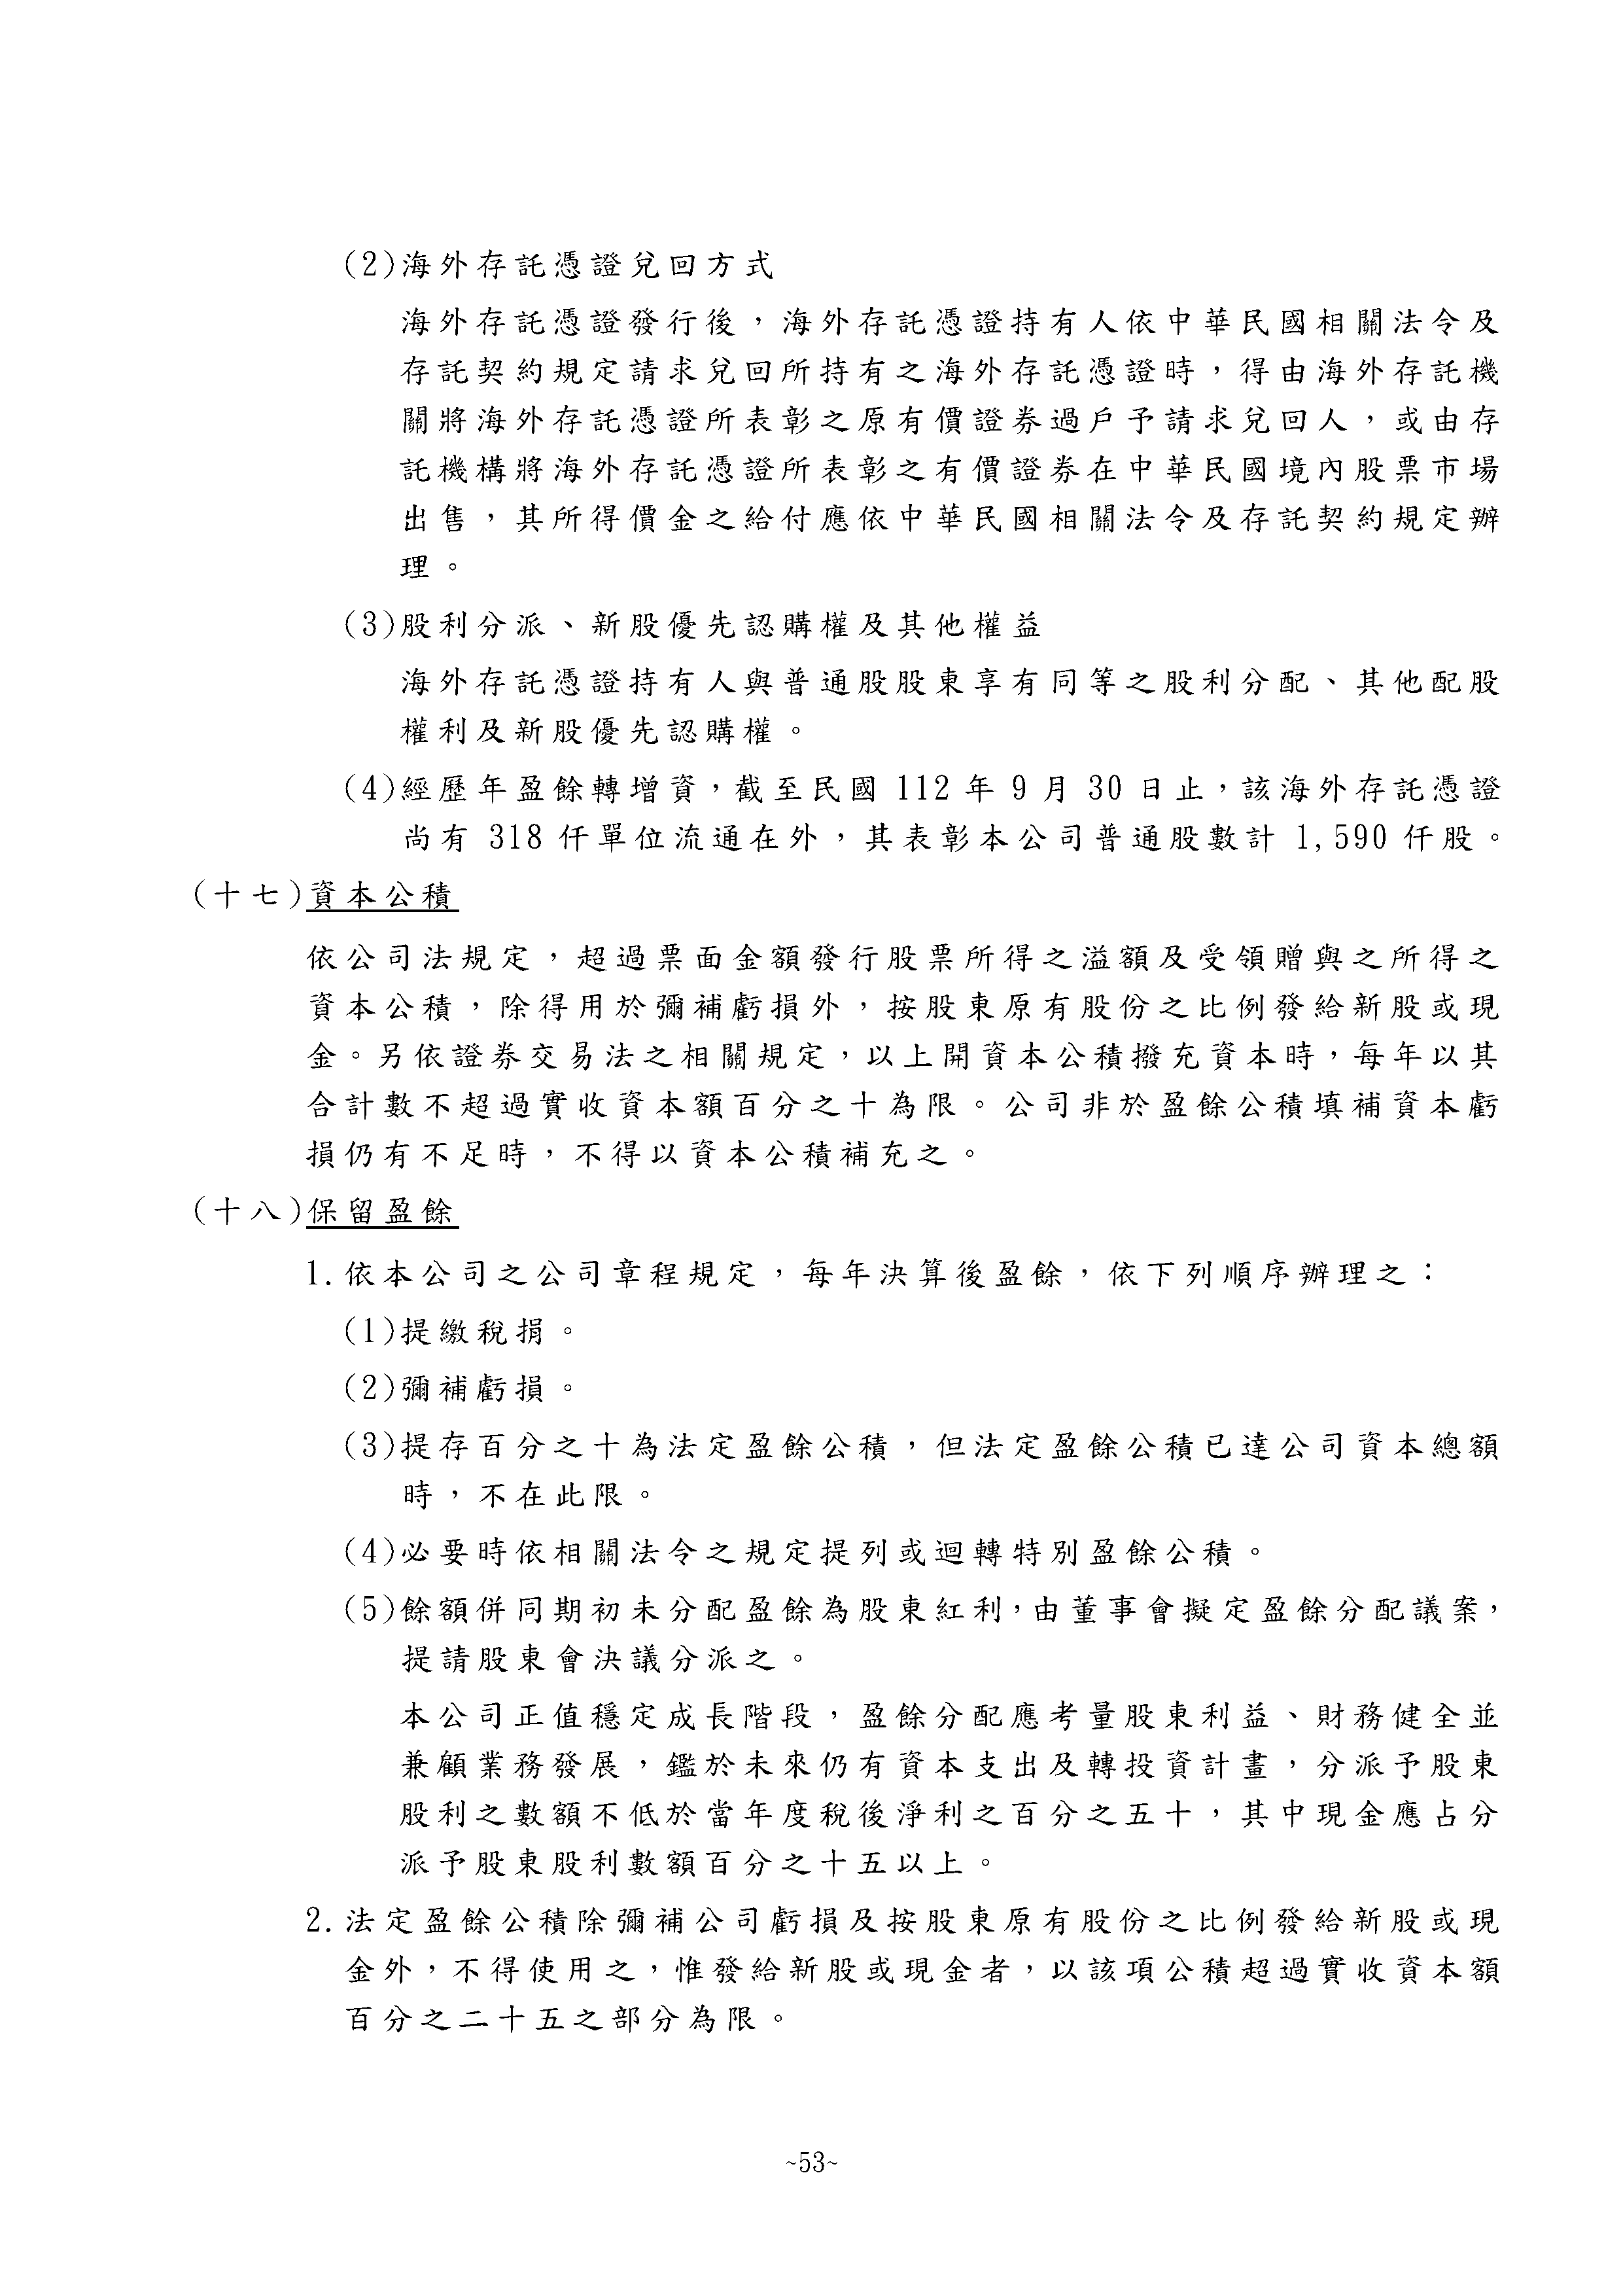 (2)海外存託憑證兌回方式
海外存託憑證發行後，海外存託憑證持有人依中華民國相關法令及
存託契約規定請求兌回所持有之海外存託憑證時，得由海外存託機
關將海外存託憑證所表彰之原有價證券過戶予請求兌回人，或由存
託機構將海外存託憑證所表彰之有價證券在中華民國境內股票市場
出售，其所得價金之給付應依中華民國相關法令及存託契約規定辦
理。
(3)股利分派、新股優先認購權及其他權益
海外存託憑證持有人與普通股股東享有同等之股利分配、其他配股
權利及新股優先認購權。
(4)經歷年盈餘轉增資，截至民國 112 年 9 月 30 日止，該海外存託憑證
尚有 318 仟單位流通在外，其表彰本公司普通股數計 1,590 仟股。
(十七)資本公積
依公司法規定，超過票面金額發行股票所得之溢額及受領贈與之所得之
資本公積，除得用於彌補虧損外，按股東原有股份之比例發給新股或現
金。另依證券交易法之相關規定，以上開資本公積撥充資本時，每年以其
合計數不超過實收資本額百分之十為限。公司非於盈餘公積填補資本虧
損仍有不足時，不得以資本公積補充之。
(十八)保留盈餘
1.依本公司之公司章程規定，每年決算後盈餘，依下列順序辦理之：
(1)提繳稅捐。
(2)彌補虧損。
(3)提存百分之十為法定盈餘公積，但法定盈餘公積已達公司資本總額
時，不在此限。
(4)必要時依相關法令之規定提列或迴轉特別盈餘公積。
(5)餘額併同期初未分配盈餘為股東紅利，由董事會擬定盈餘分配議案，
提請股東會決議分派之。
本公司正值穩定成長階段，盈餘分配應考量股東利益、財務健全並
兼顧業務發展，鑑於未來仍有資本支出及轉投資計畫，分派予股東
股利之數額不低於當年度稅後淨利之百分之五十，其中現金應占分
派予股東股利數額百分之十五以上。
2.法定盈餘公積除彌補公司虧損及按股東原有股份之比例發給新股或現
金外，不得使用之，惟發給新股或現金者，以該項公積超過實收資本額
百分之二十五之部分為限。
~53~